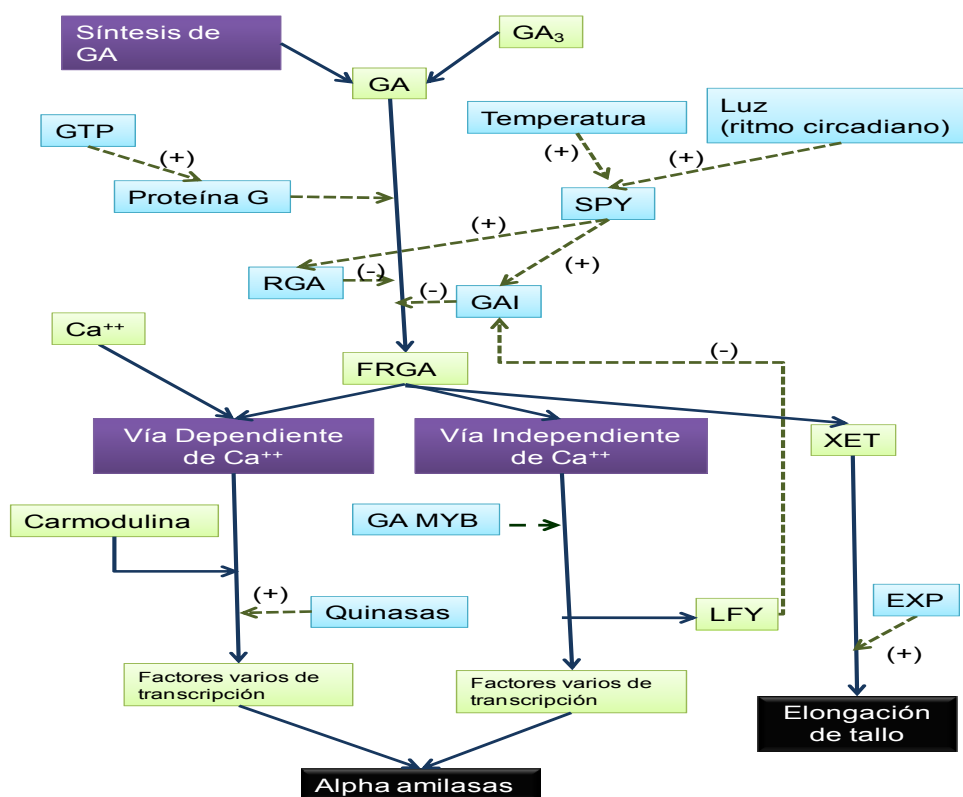 Síntesis de
GA
GA₃
GA
GTP
(+)
Proteína G
Temperatura
(+)
Luz
(ritmo circadiano)
(+)
SPY
(+)
(+)
RGA
(-)
(-)
GAI
Ca⁺⁺
FRGA
(-)
Vía Dependiente
de Ca⁺⁺
Vía Independiente
de Ca⁺⁺
XET
Carmodulina
GA MYB
(+)
Quinasas
LFY
EXP
(+)
Factores varios de
transcripción
Factores varios de
transcripción
Elongación
de tallo
Alpha amilasas